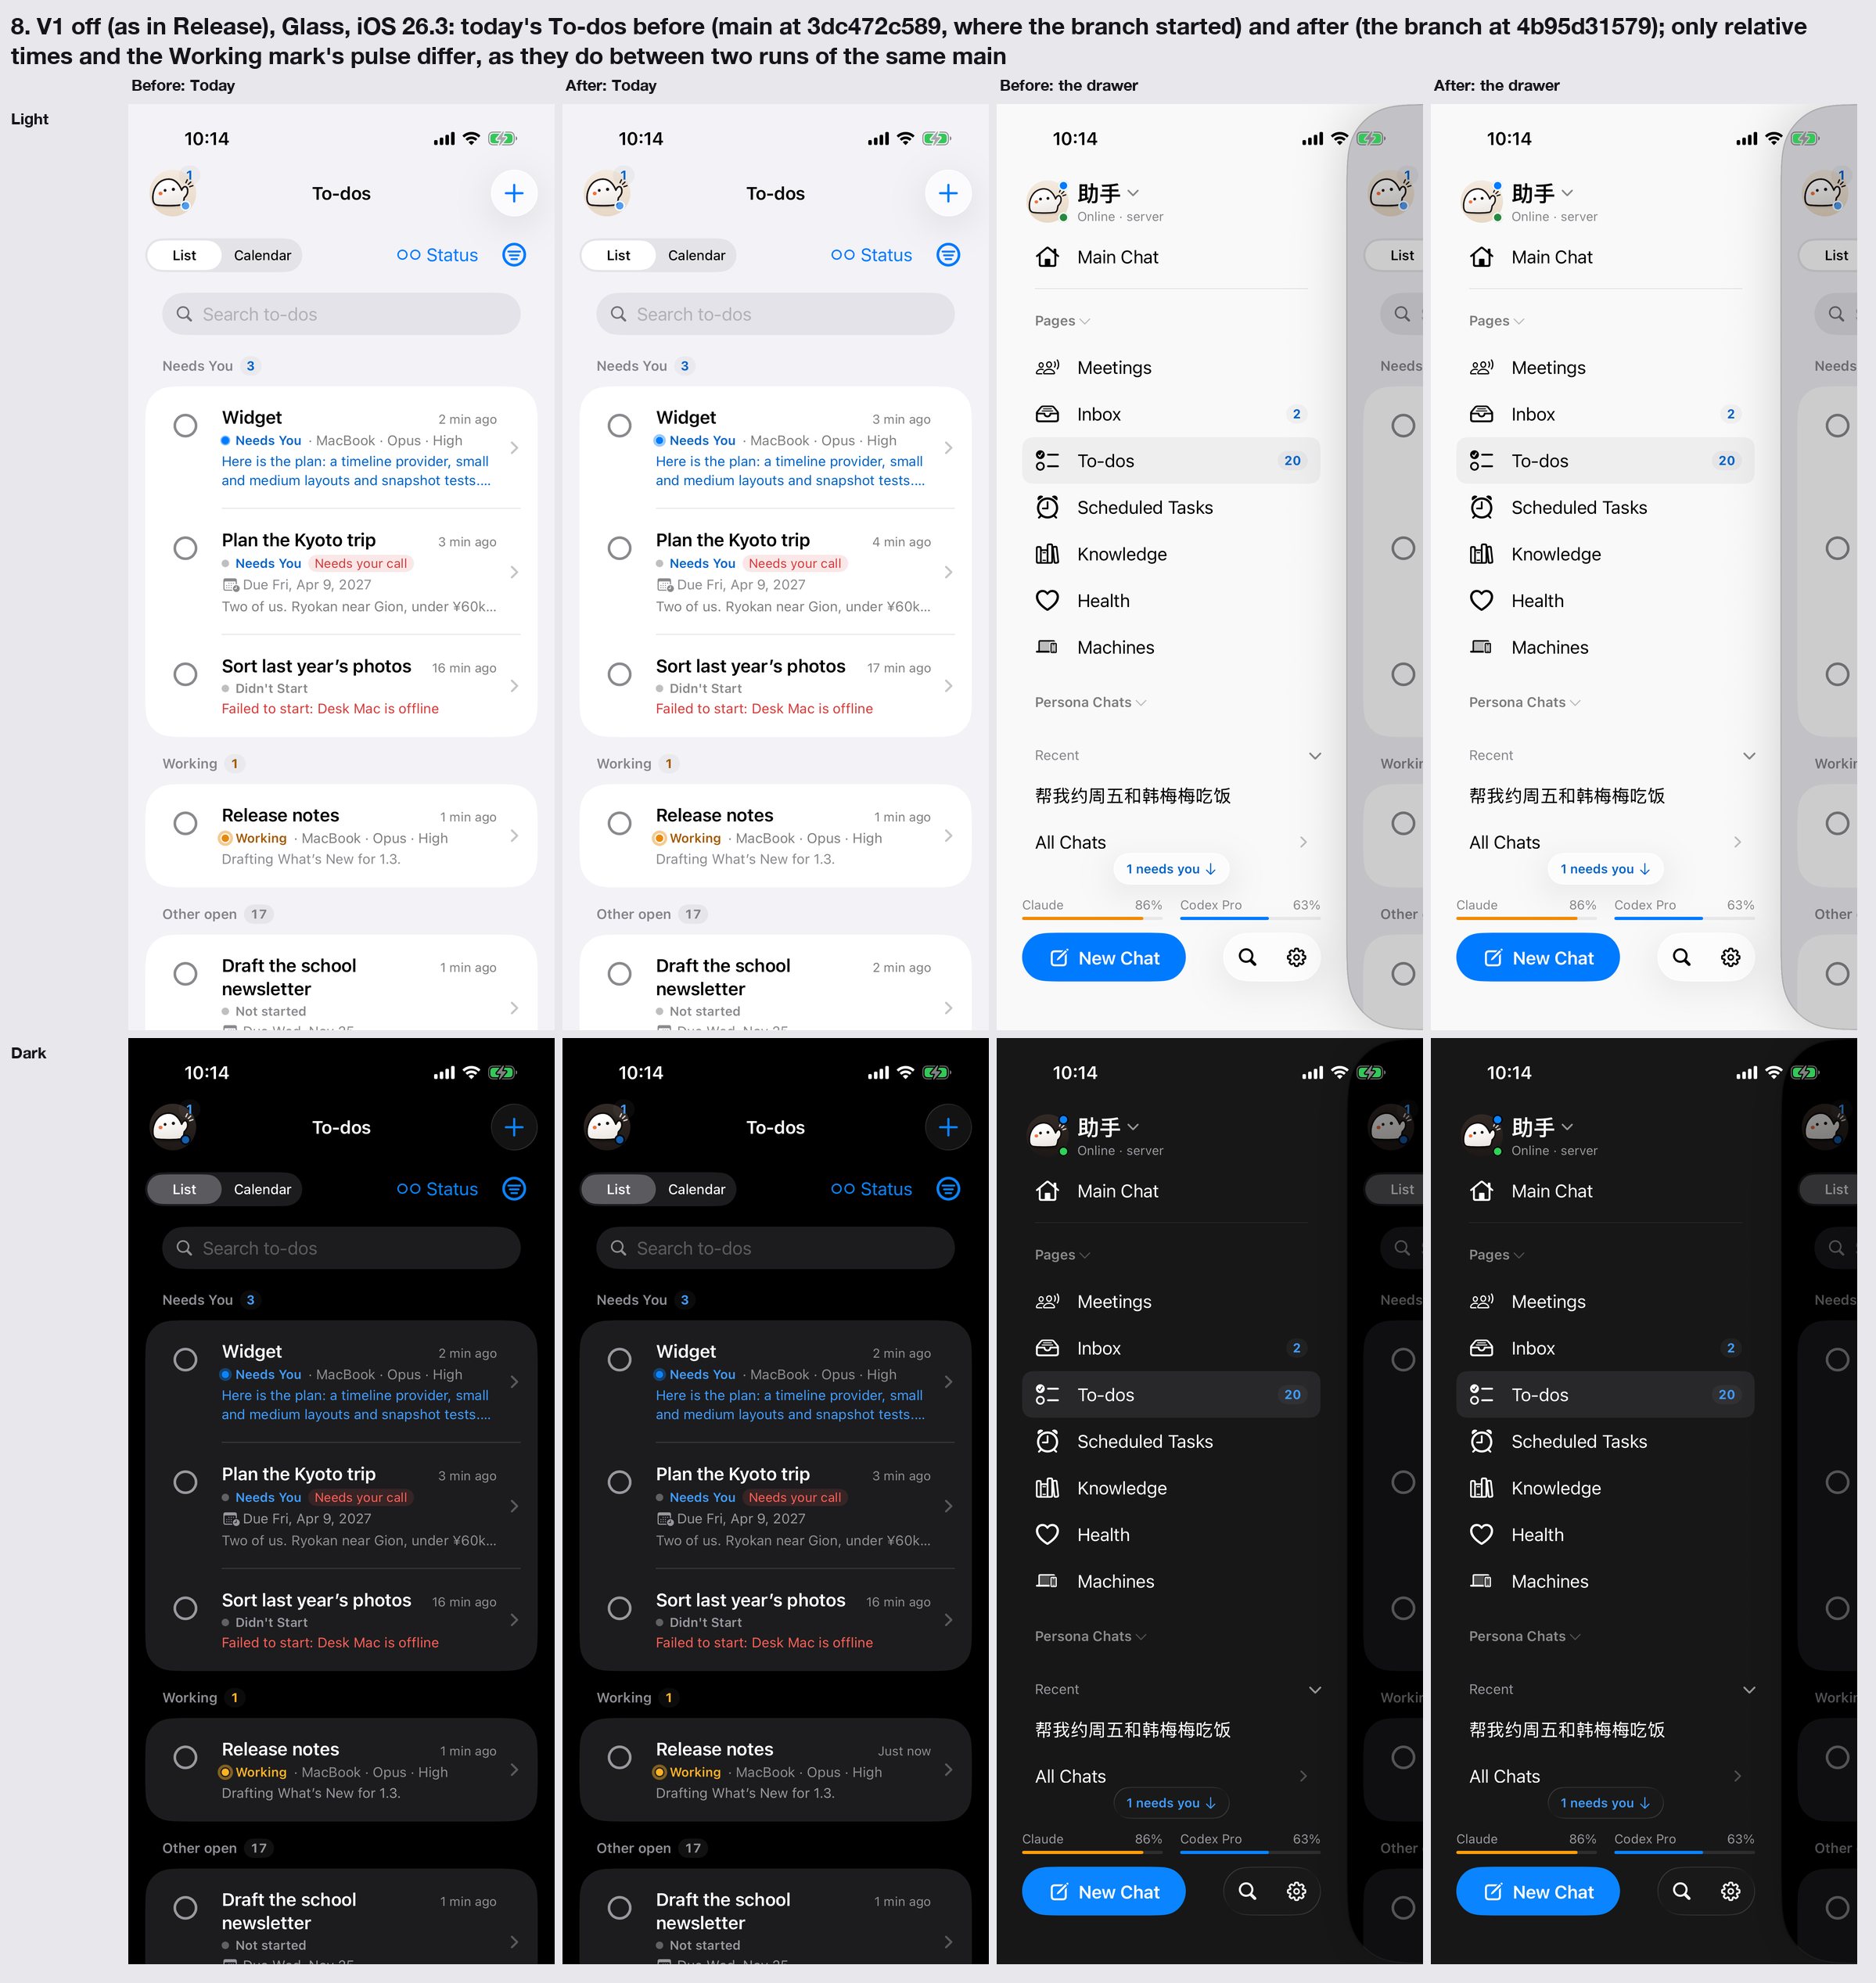 8. V1 off (as in Release), Glass, iOS 26.3: today's To-dos before (main at 3dc472c589, where the branch started) and after (the branch at 4b95d31579); only relative
times and the Working mark's pulse differ, as they do between two runs of the same main
Before: Today
After: Today
Before: the drawer
After: the drawer
Light
10:14
1
To-dos
List
Calendar
Status
Search to-dos
Needs You 3
Widget
2 min ago
Needs You · MacBook · Opus · High
Here is the plan: a timeline provider, small
and medium layouts and snapshot tests....
Plan the Kyoto trip
3 min ago
Needs You Needs your call
Due Fri, Apr 9, 2027
Two of us. Ryokan near Gion, under ¥60k...
Sort last year's photos
16 min ago
Didn't Start
Failed to start: Desk Mac is offline
Working 1
Release notes
1 min ago
Working · MacBook · Opus · High
Drafting What's New for 1.3.
Other open 17
Draft the school
newsletter
1 min ago
Not started
Due Wed, Nov 25
10:14
1
To-dos
List
Calendar
Status
Search to-dos
Needs You 3
Widget
3 min ago
Needs You · MacBook · Opus · High
Here is the plan: a timeline provider, small
and medium layouts and snapshot tests....
Plan the Kyoto trip
4 min ago
Needs You Needs your call
Due Fri, Apr 9, 2027
Two of us. Ryokan near Gion, under ¥60k...
Sort last year's photos
17 min ago
Didn't Start
Failed to start: Desk Mac is offline
Working 1
Release notes
1 min ago
Working · MacBook · Opus · High
Drafting What's New for 1.3.
Other open 17
Draft the school
newsletter
2 min ago
Not started
Due Wed, Nov 25
10:14
助手
Online · server
Main Chat
Pages
Meetings
Inbox 2
To-dos 20
Scheduled Tasks
Knowledge
Health
Machines
Persona Chats
Recent
帮我约周五和韩梅梅吃饭
All Chats
1 needs you ↓
Claude 86%
Codex Pro 63%
New Chat
1
List
Needs
Workin
Other
10:14
助手
Online · server
Main Chat
Pages
Meetings
Inbox 2
To-dos 20
Scheduled Tasks
Knowledge
Health
Machines
Persona Chats
Recent
帮我约周五和韩梅梅吃饭
All Chats
1 needs you ↓
Claude 86%
Codex Pro 63%
New Chat
1
List
Needs
Workin
Other
Dark
10:14
1
To-dos
List
Calendar
Status
Search to-dos
Needs You 3
Widget
2 min ago
Needs You · MacBook · Opus · High
Here is the plan: a timeline provider, small
and medium layouts and snapshot tests....
Plan the Kyoto trip
3 min ago
Needs You Needs your call
Due Fri, Apr 9, 2027
Two of us. Ryokan near Gion, under ¥60k...
Sort last year's photos
16 min ago
Didn't Start
Failed to start: Desk Mac is offline
Working 1
Release notes
1 min ago
Working · MacBook · Opus · High
Drafting What's New for 1.3.
Other open 17
Draft the school
newsletter
1 min ago
Not started
10:14
1
To-dos
List
Calendar
Status
Search to-dos
Needs You 3
Widget
2 min ago
Needs You · MacBook · Opus · High
Here is the plan: a timeline provider, small
and medium layouts and snapshot tests....
Plan the Kyoto trip
3 min ago
Needs You Needs your call
Due Fri, Apr 9, 2027
Two of us. Ryokan near Gion, under ¥60k...
Sort last year's photos
16 min ago
Didn't Start
Failed to start: Desk Mac is offline
Working 1
Release notes
Just now
Working · MacBook · Opus · High
Drafting What's New for 1.3.
Other open 17
Draft the school
newsletter
1 min ago
Not started
10:14
助手
Online · server
Main Chat
Pages
Meetings
Inbox 2
To-dos 20
Scheduled Tasks
Knowledge
Health
Machines
Persona Chats
Recent
帮我约周五和韩梅梅吃饭
All Chats
1 needs you ↓
Claude 86%
Codex Pro 63%
New Chat
1
List
Needs
Workin
Other
10:14
助手
Online · server
Main Chat
Pages
Meetings
Inbox 2
To-dos 20
Scheduled Tasks
Knowledge
Health
Machines
Persona Chats
Recent
帮我约周五和韩梅梅吃饭
All Chats
1 needs you ↓
Claude 86%
Codex Pro 63%
New Chat
1
List
Needs
Workin
Other